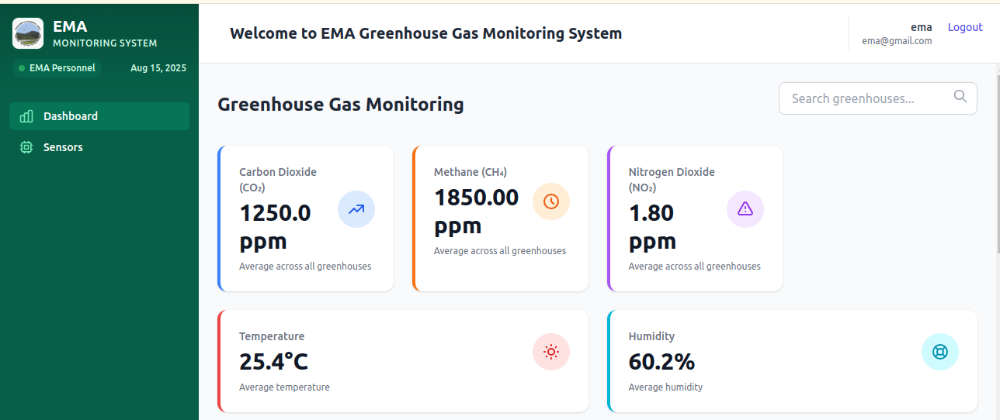 EMA
MONITORING SYSTEM
EMA Personnel
Aug 15, 2025
Dashboard
Sensors
Welcome to EMA Greenhouse Gas Monitoring System
ema
ema@gmail.com
Logout
Greenhouse Gas Monitoring
Search greenhouses...
Carbon Dioxide
(CO₂)
1250.0
ppm
Average across all greenhouses
Methane (CH₄)
1850.00
ppm
Average across all greenhouses
Nitrogen Dioxide
(NO₂)
1.80
ppm
Average across all greenhouses
Temperature
25.4°C
Average temperature
Humidity
60.2%
Average humidity